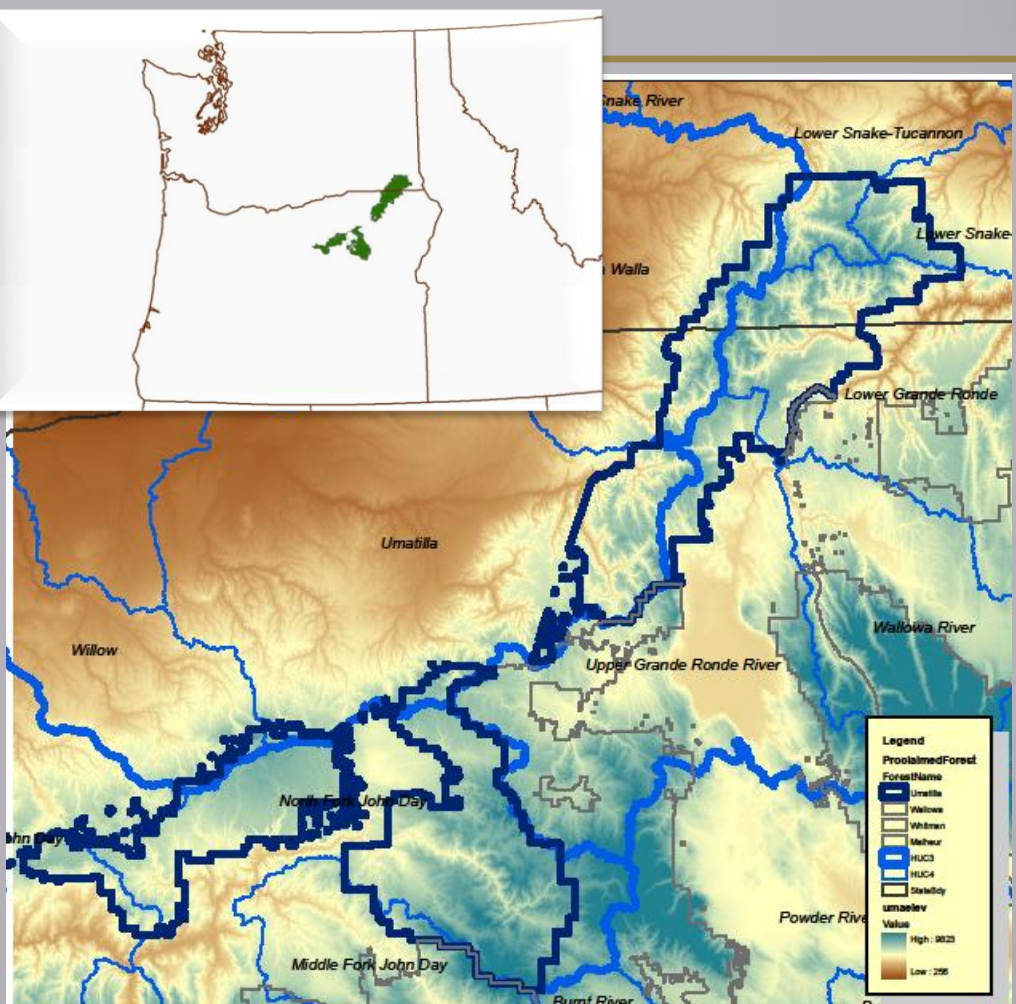 Snake River
Lower Snake-Tucannon
Lower Snake-
Walla
Lower Grande Ronde
Umatilla
Wallowa River
Willow
Upper Grande Ronde River
Legend
ProclaimedForest
ForestName
Umatilla
Wallowa
Whitman
Malheur
HUC3
HUC4
StateBdy
umaelev
Value
High : 9823
Low : 256
North Fork John Day
ohn Day
Powder Rive
Middle Fork John Day
Burnt River